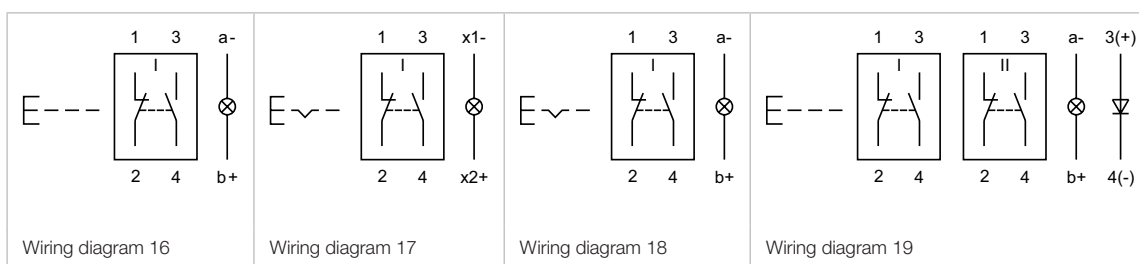 1 3 a-
I
2 4 b+
Wiring diagram 16
1 3 x1-
I
2 4 x2+
Wiring diagram 17
1 3 a-
I
2 4 b+
Wiring diagram 18
1 3 1 3 a- 3(+)
I II
2 4 2 4 b+ 4(-)
Wiring diagram 19